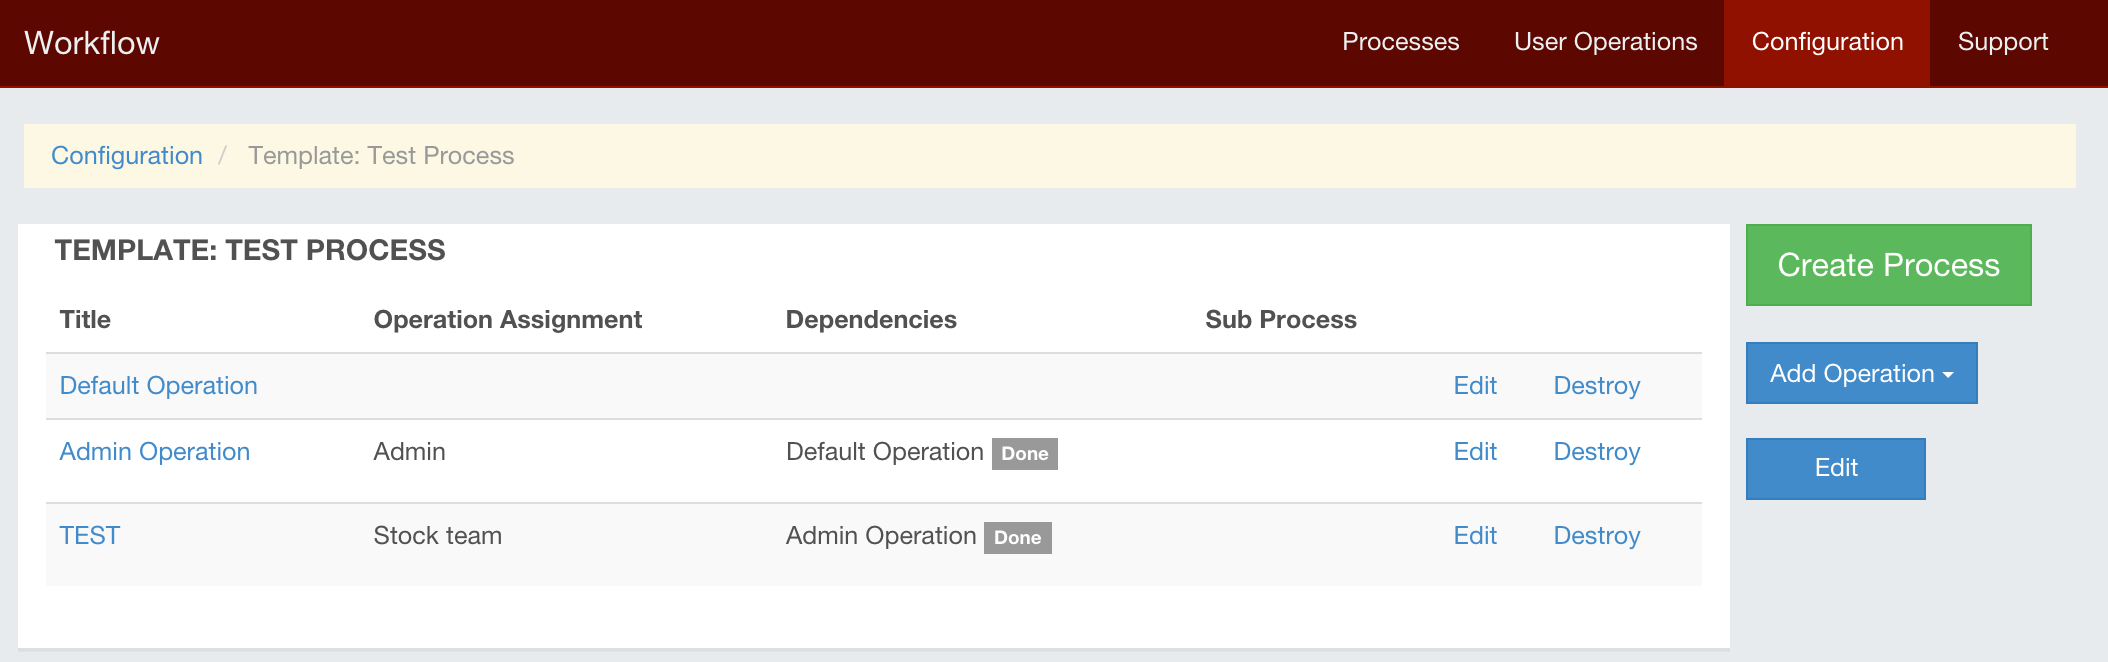 Workflow Processes User Operations Configuration Support
Configuration / Template: Test Process
TEMPLATE: TEST PROCESS
Title Operation Assignment Dependencies Sub Process
Default Operation Edit Destroy
Admin Operation Admin Default Operation Done Edit Destroy
TEST Stock team Admin Operation Done Edit Destroy
Create Process
Add Operation
Edit